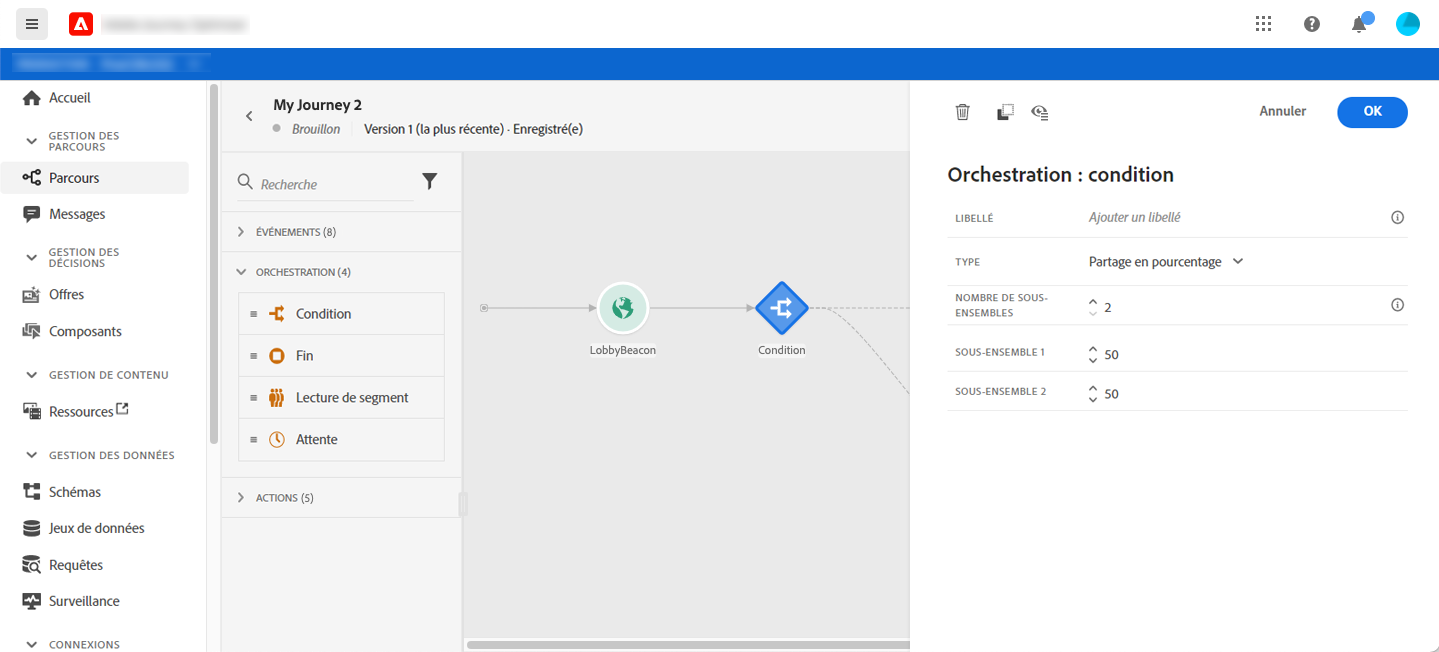 Accueil
GESTION DES
PARCOURS
Parcours
Messages
GESTION DES
DÉCISIONS
Offres
Composants
GESTION DE CONTENU
Ressources
GESTION DES DONNÉES
Schémas
Jeux de données
Requêtes
Surveillance
CONNEXIONS
My Journey 2
Brouillon Version 1 (la plus récente) · Enregistré(e)
Recherche
ÉVÉNEMENTS (8)
ORCHESTRATION (4)
Condition
Fin
Lecture de segment
Attente
ACTIONS (5)
LobbyBeacon
Condition
Annuler
OK
Orchestration : condition
LIBELLÉ Ajouter un libellé
TYPE Partage en pourcentage
NOMBRE DE SOUS-
ENSEMBLES 2
SOUS-ENSEMBLE 1 50
SOUS-ENSEMBLE 2 50